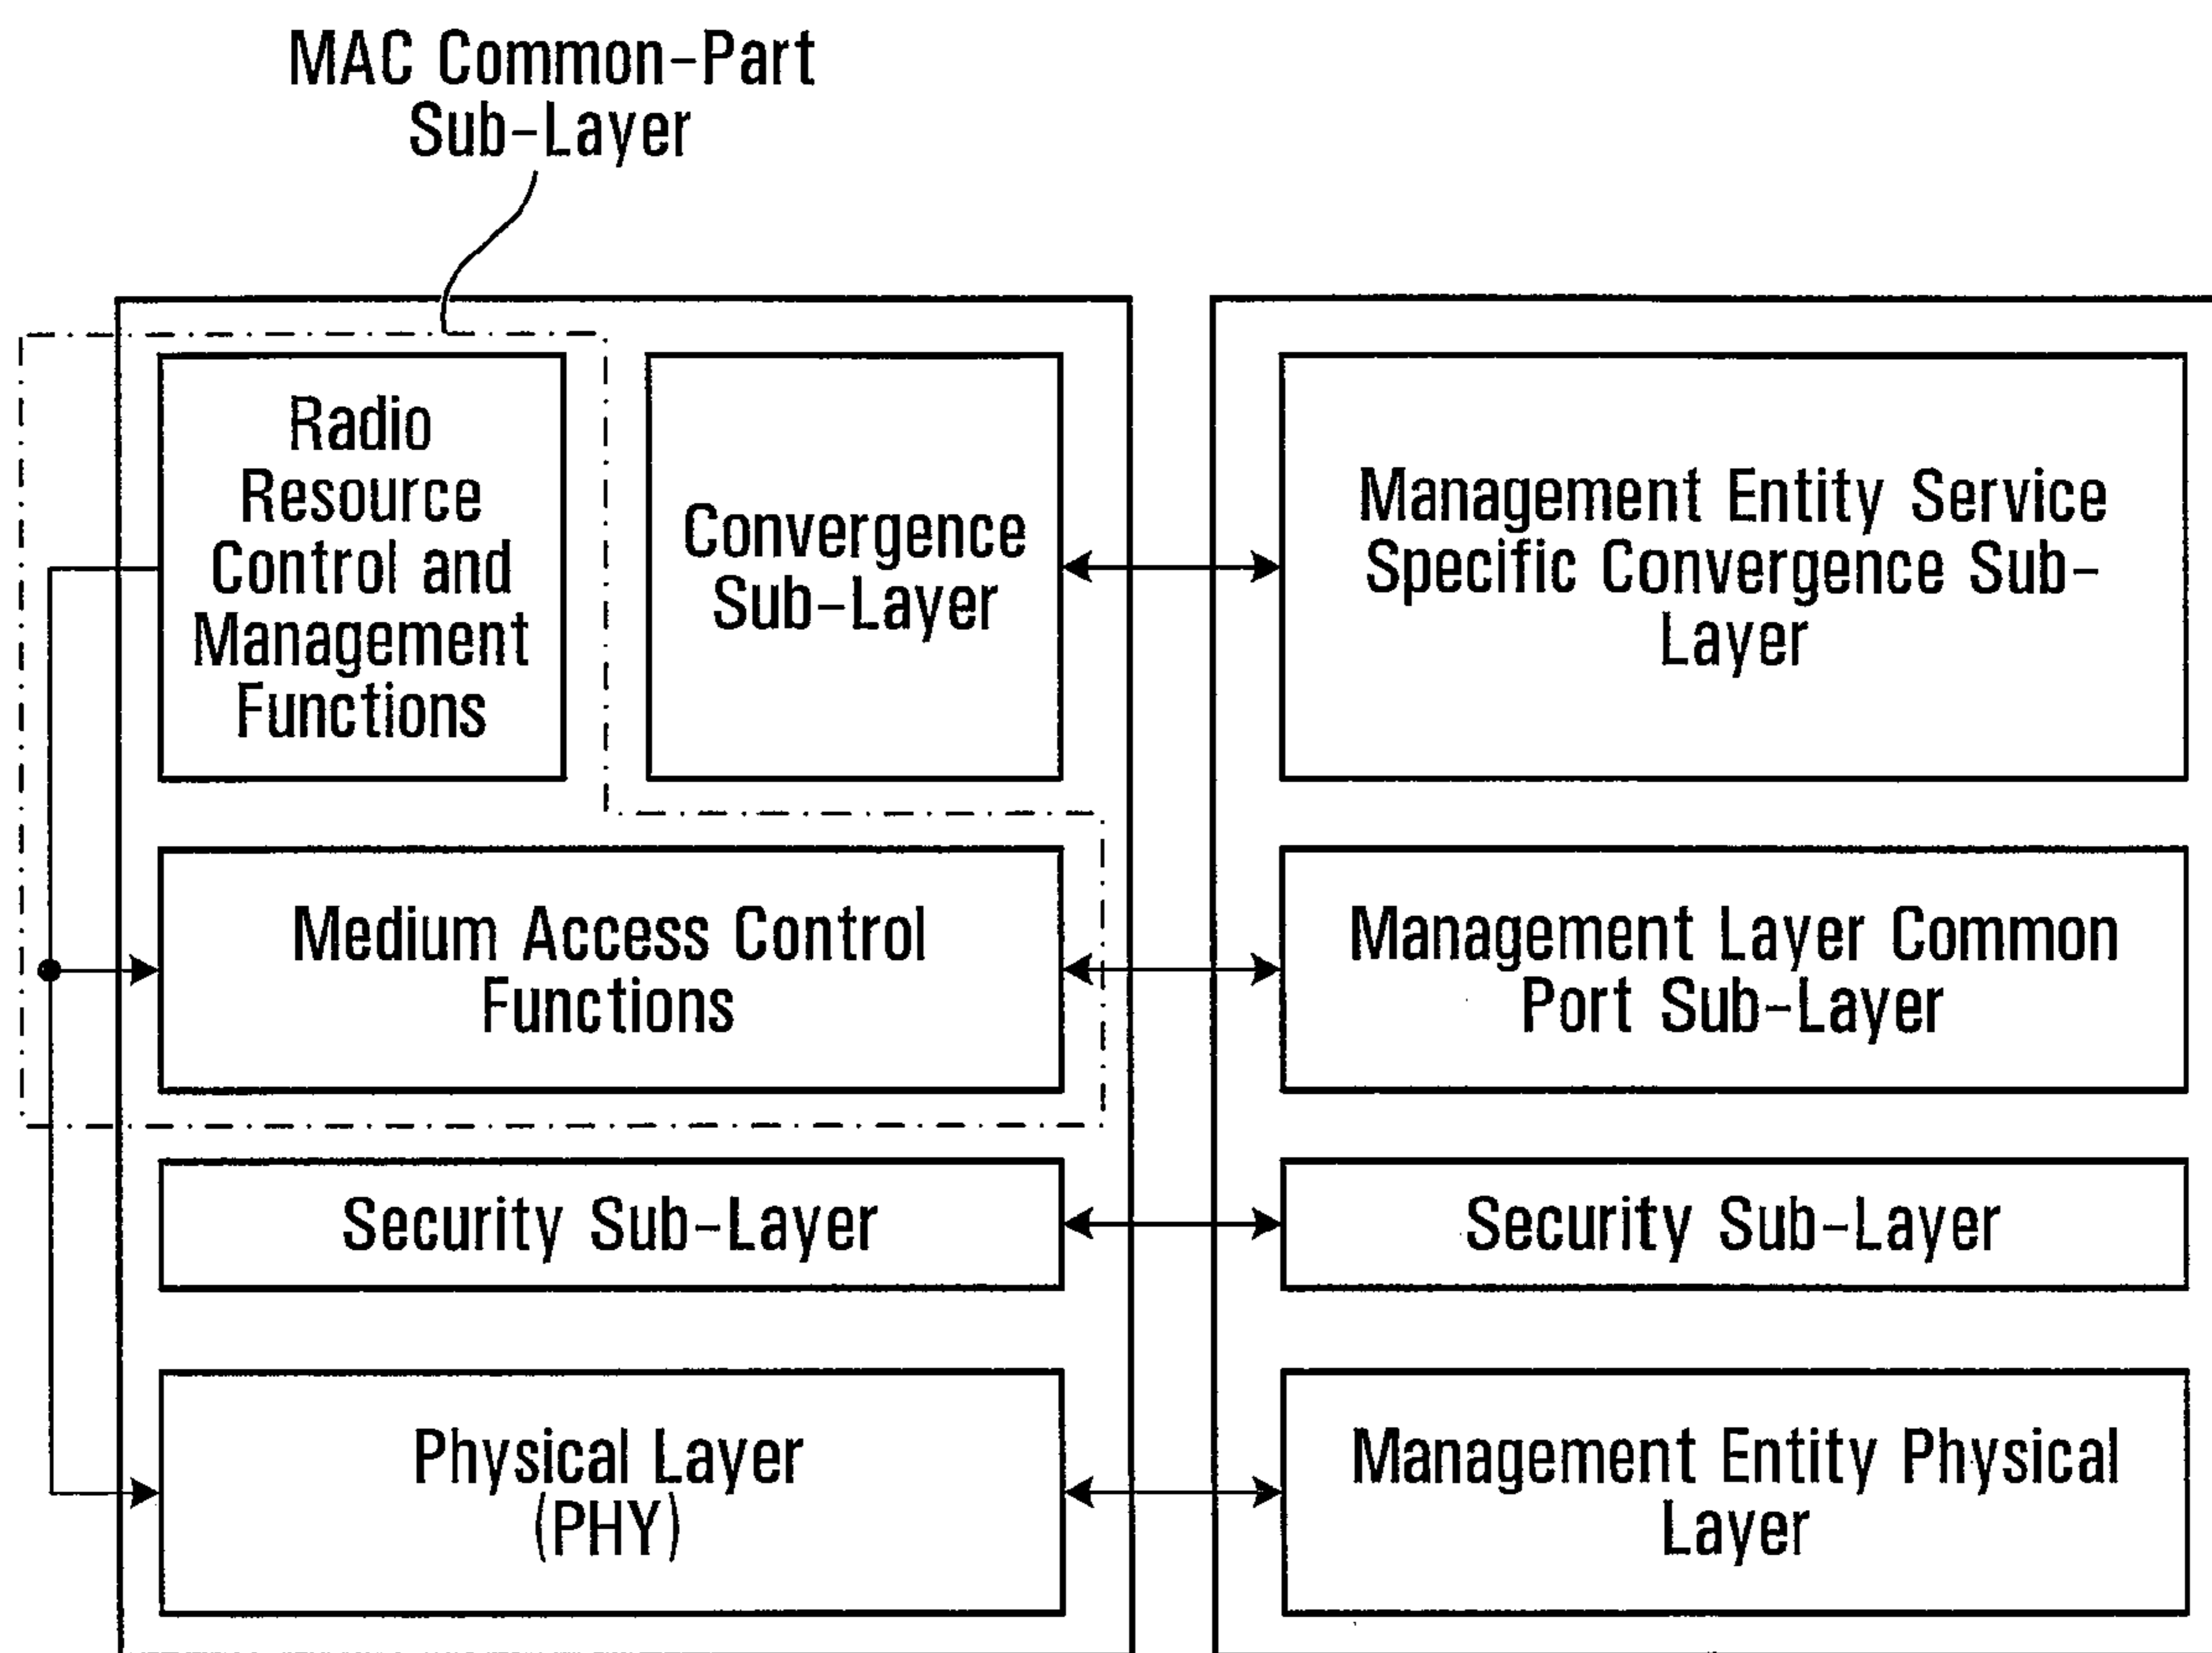 MAC Common-Part
Sub-Layer
Radio
Resource
Control and
Management
Functions
Convergence
Sub-Layer
Management Entity Service
Specific Convergence Sub-
Layer
Medium Access Control
Functions
Management Layer Common
Port Sub-Layer
Security Sub-Layer
Security Sub-Layer
Physical Layer
(PHY)
Management Entity Physical
Layer